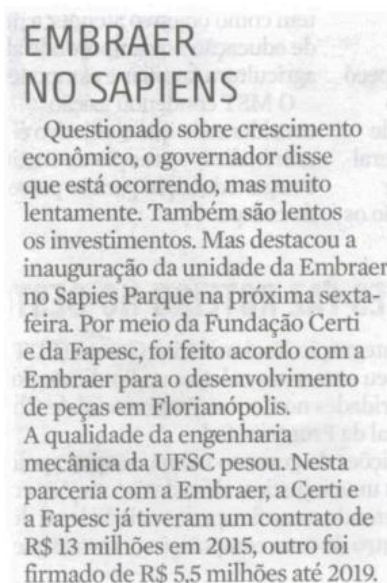 EMBRAER
NO SAPIENS
Questionado sobre crescimento
econômico, o governador disse
que está ocorrendo, mas muito
lentamente. Também são lentos
os investimentos. Mas destacou a
inauguração da unidade da Embraer
no Sapies Parque na próxima sexta-
feira. Por meio da Fundação Certi
e da Fapesc, foi feito acordo com a
Embraer para o desenvolvimento
de peças em Florianópolis.
A qualidade da engenharia
mecânica da UFSC pesou. Nesta
parceria com a Embraer, a Certi e
a Fapesc já tiveram um contrato de
R$ 13 milhões em 2015, outro foi
firmado de R$ 5,5 milhões até 2019.